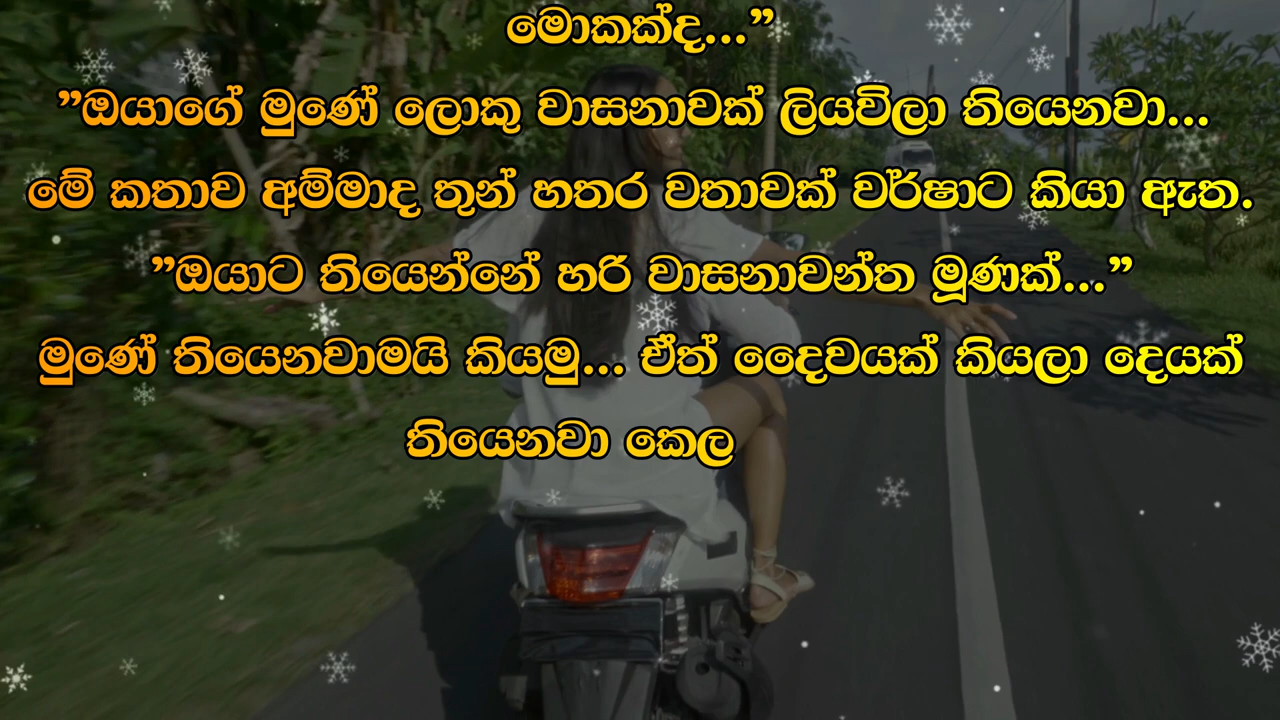 මොකක්ද...”
”ඔයාගේ මුණේ ලොකු වාසනාවක් ලියවිලා තියෙනවා...
මේ කතාව අම්මාද තුන් හතර වතාවක් වර්ෂාට කියා ඇත.
”ඔයාට තියෙන්නේ හරි වාසනාවන්ත මූණක්...”
මුණේ තියෙනවාමයි කියමු... ඒත් දෛවයක් කියලා දෙයක්
තියෙනවා කෙල